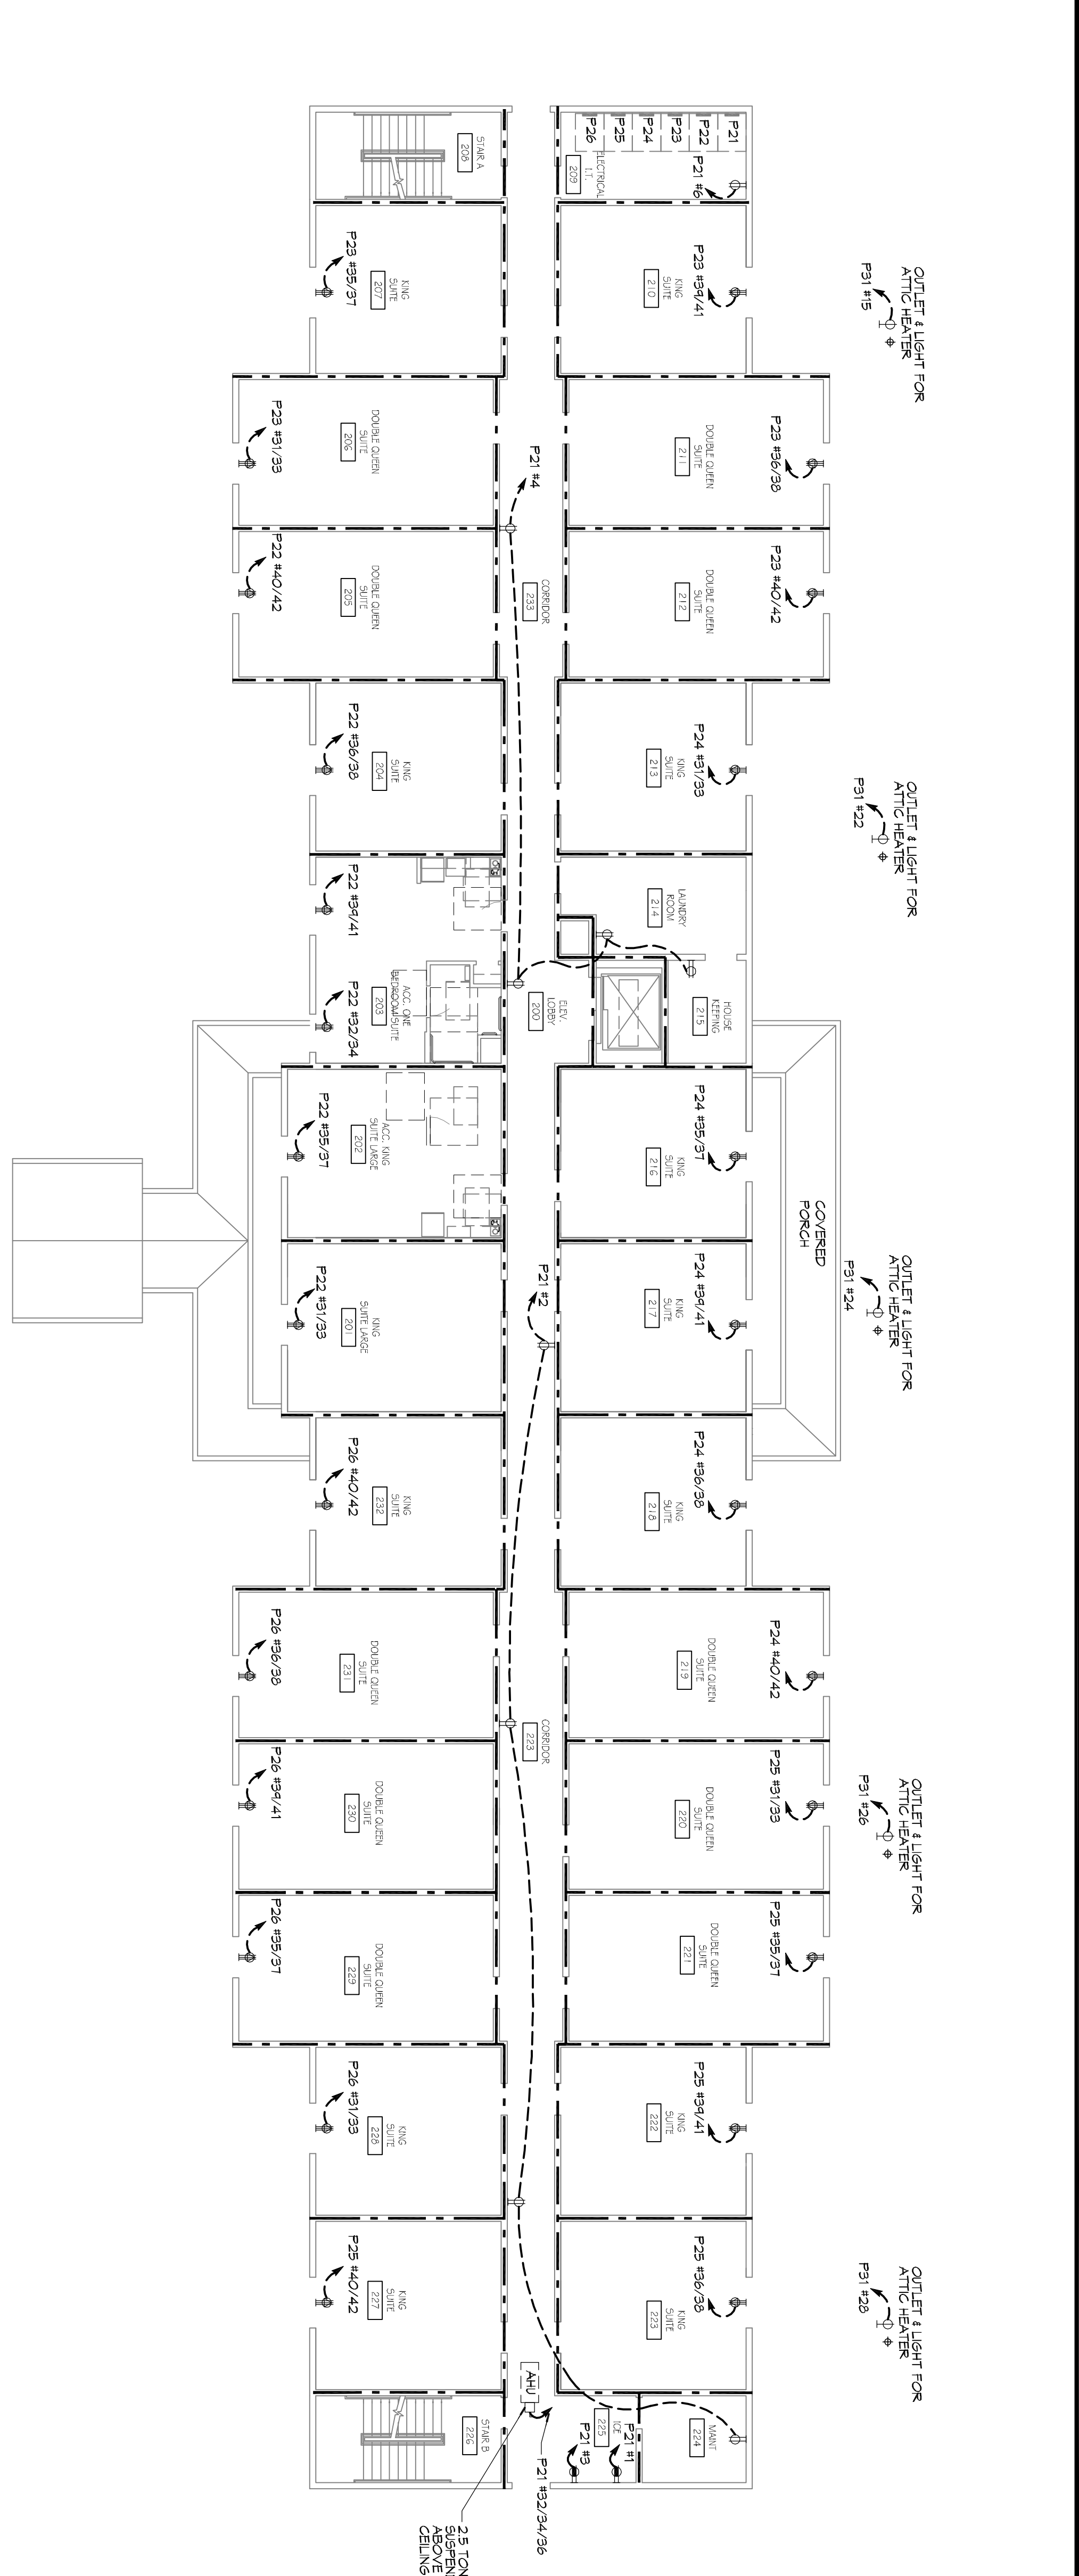 OUTLET & LIGHT FOR
ATTIC HEATER
P31 #15
OUTLET & LIGHT FOR
ATTIC HEATER
P31 #22
OUTLET & LIGHT FOR
ATTIC HEATER
P31 #24
OUTLET & LIGHT FOR
ATTIC HEATER
P31 #26
OUTLET & LIGHT FOR
ATTIC HEATER
P31 #28
COVERED
PORCH
P21
P22
P23
P24
P25
P26
P21 #6
ELECTRICAL
I.T.
209
P23 #39/41
KING
SUITE
210
P23 #36/38
DOUBLE QUEEN
SUITE
211
P23 #40/42
DOUBLE QUEEN
SUITE
212
P24 #31/33
KING
SUITE
213
LAUNDRY
ROOM
214
HOUSE
KEEPING
215
P24 #35/37
KING
SUITE
216
P24 #39/41
KING
SUITE
217
P24 #36/38
KING
SUITE
218
P24 #40/42
DOUBLE QUEEN
SUITE
219
P25 #31/33
DOUBLE QUEEN
SUITE
220
P25 #35/37
DOUBLE QUEEN
SUITE
221
P25 #39/41
KING
SUITE
222
P25 #36/38
KING
SUITE
223
MAINT
224
P21 #1
ICE
225
P21 #3
P21 #4
CORRIDOR
233
ELEV.
LOBBY
200
P21 #2
CORRIDOR
223
AHU
P21 #32/34/36
2.5 TON
ABOVE
CEILING
STAIR A
208
KING
SUITE
207
P23 #35/37
DOUBLE QUEEN
SUITE
206
P23 #31/33
DOUBLE QUEEN
SUITE
205
P22 #40/42
KING
SUITE
204
P22 #36/38
P22 #39/41
ACC. ONE
BEDROOM SUITE
203
P22 #32/34
ACC. KING
SUITE LARGE
202
P22 #35/37
KING
SUITE LARGE
201
P22 #31/33
KING
SUITE
232
P26 #40/42
DOUBLE QUEEN
SUITE
231
P26 #36/38
DOUBLE QUEEN
SUITE
230
P26 #39/41
DOUBLE QUEEN
SUITE
229
P26 #35/37
KING
SUITE
228
P26 #31/33
KING
SUITE
227
P25 #40/42
STAIR B
226